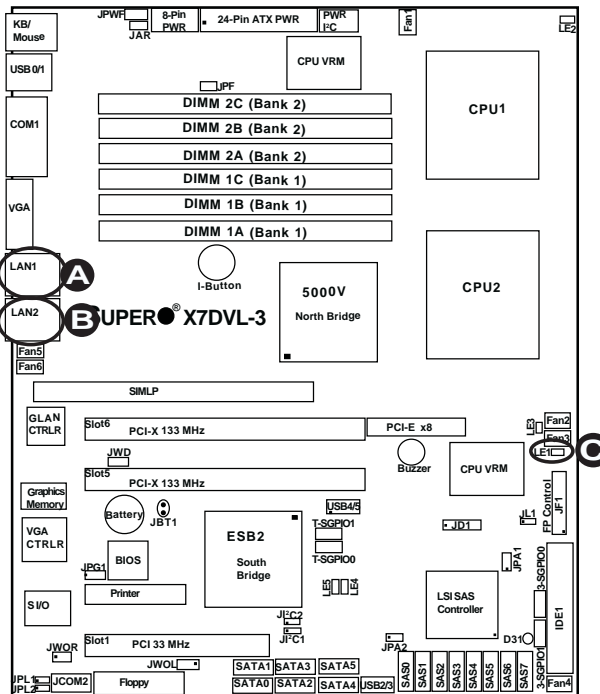 KB/
Mouse
JPWF
JAR
8-Pin
PWR
24-Pin ATX PWR
PWR
I²C
Fan1
LE2
USB0/1
CPU VRM
JPF
CPU1
COM1
DIMM 2C (Bank 2)
DIMM 2B (Bank 2)
DIMM 2A (Bank 2)
DIMM 1C (Bank 1)
DIMM 1B (Bank 1)
DIMM 1A (Bank 1)
VGA
LAN1
A
I-Button
5000V
North Bridge
CPU2
LAN2
B
SUPER® X7DVL-3
Fan5
Fan6
SIMLP
GLAN
CTRLR
Slot6
PCI-X 133 MHz
PCI-E x8
LE3
Fan2
Fan3
LE1
C
JWD
Buzzer
CPU VRM
Slot5
PCI-X 133 MHz
Graphics
Memory
Battery
JBT1
USB4/5
T-SGPIO1
T-SGPIO0
JD1
JL1
FP Control
JF1
VGA
CTRLR
ESB2
South
Bridge
BIOS
JPG1
JPA1
3-SGPIO0
Printer
LE5
LE4
LSI SAS
Controller
IDE1
SI/O
JI²C2
JI²C1
D31
Slot1
PCI 33 MHz
JPA2
3-SGPIO1
JWOR
JWOL
JPL1
JPL2
JCOM2
Floppy
SATA1
SATA3
SATA5
SATA0
SATA2
SATA4
USB2/3
SAS0
SAS1
SAS2
SAS3
SAS4
SAS5
SAS6
SAS7
Fan4